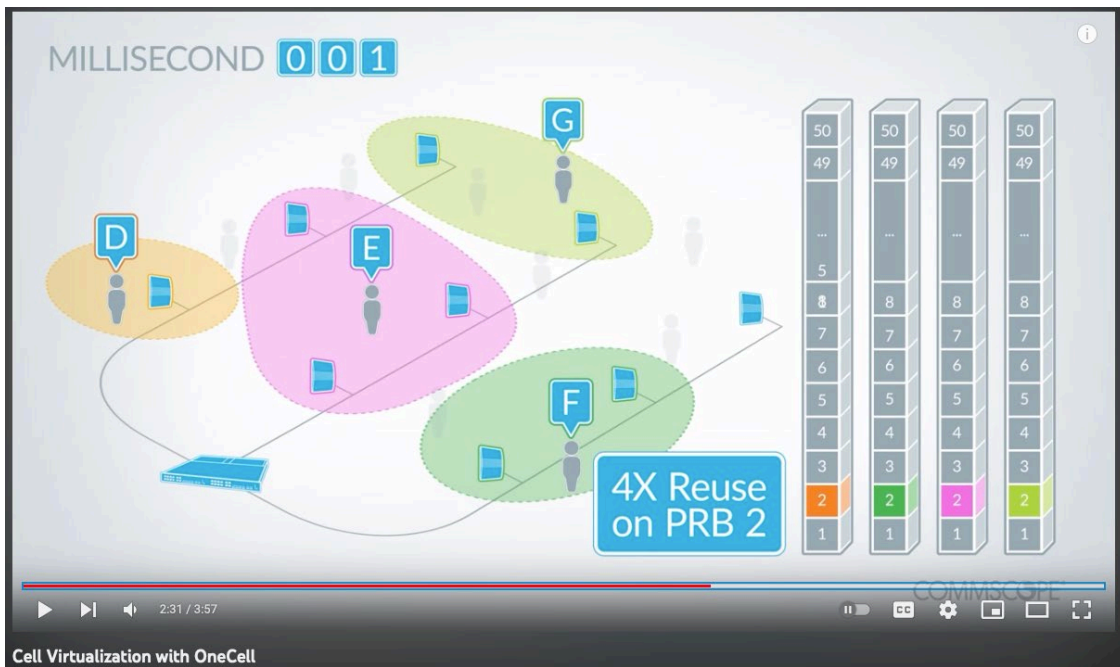 MILLISECOND 001
G
D
E
F
4X Reuse
on PRB 2
50 50 50 50
49 49 49 49
... ... ... ...
5
8 8 8
7 7 7 7
6 6 6 6
5 5 5 5
4 4 4 4
3 3 3 3
2 2 2 2
1 1 1 1
COMMSCOPE®
2:31 / 3:57
CC
Cell Virtualization with OneCell